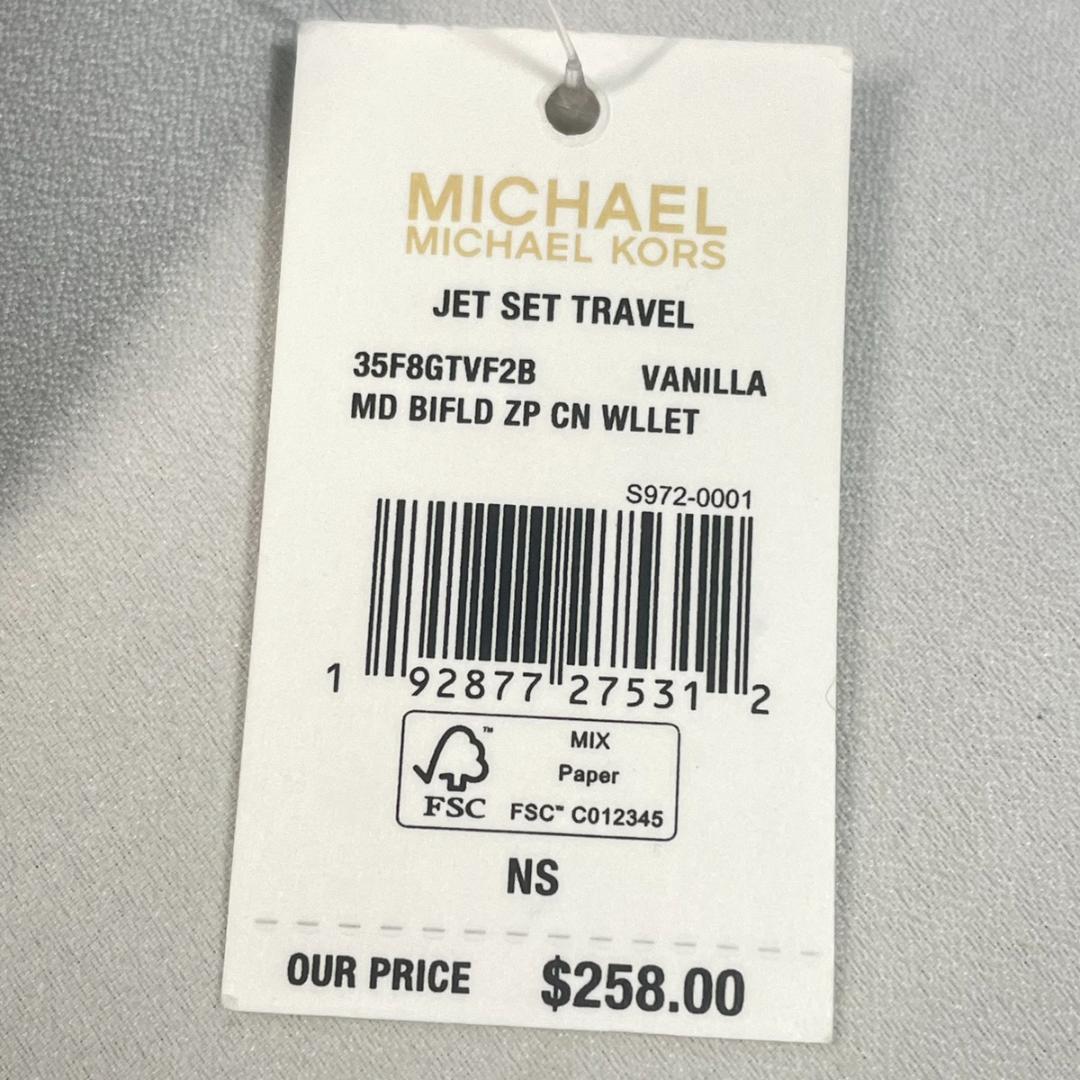 MICHAEL
MICHAEL KORS
JET SET TRAVEL
35F8GTVF2B VANILLA
MD BIFLD ZP CN WLLET
S972-0001
1 92877 27531 2
FSC™
MIX
Paper
FSC™ C012345
NS
OUR PRICE $258.00